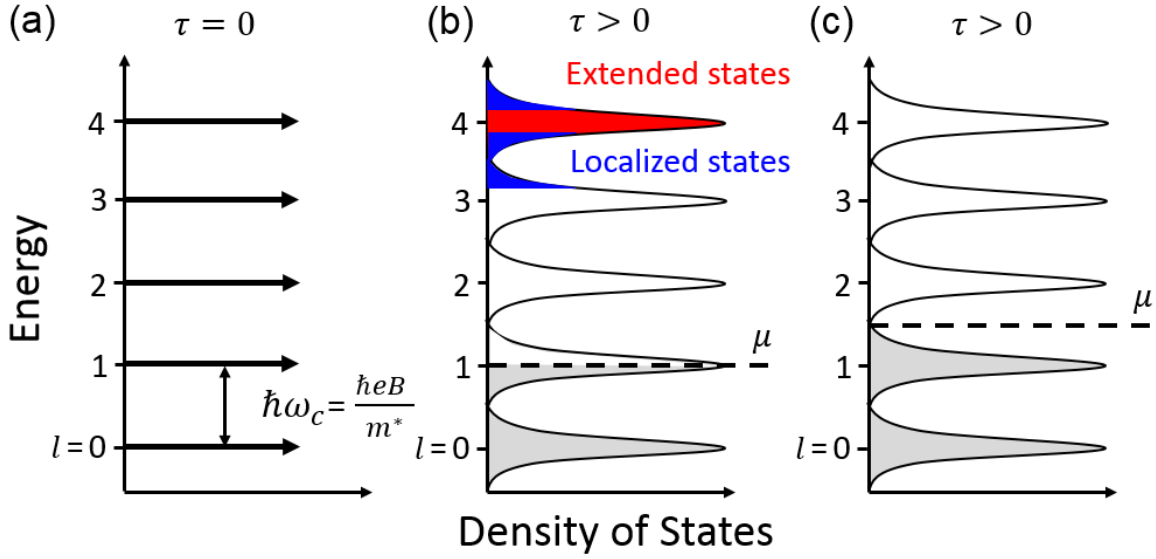 (a) τ = 0
(b) τ > 0
(c) τ > 0
Energy
4
3
2
1
l = 0
ℏω_c = ℏeB / m*
4
3
2
1
l = 0
Extended states
Localized states
μ
4
3
2
1
l = 0
μ
Density of States